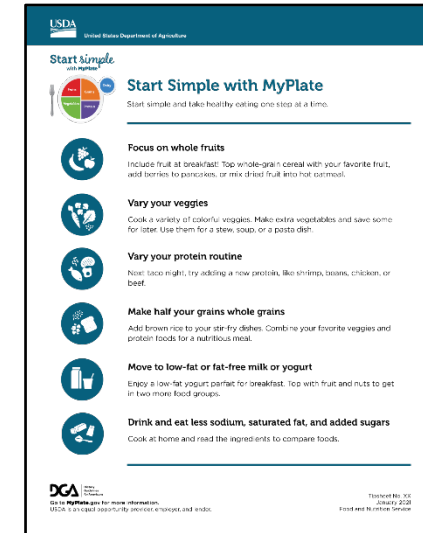 USDA
United States Department of Agriculture
Start simple
with MyPlate
Fruits
Grains
Dairy
Vegetables
Protein
Start Simple with MyPlate
Start simple and take healthy eating one step at a time.
Focus on whole fruits
Include fruit at breakfast! Top whole-grain cereal with your favorite fruit,
add berries to pancakes, or mix dried fruit into hot oatmeal.
Vary your veggies
Cook a variety of colorful veggies. Make extra vegetables and save some
for later. Use them for a stew, soup, or a pasta dish.
Vary your protein routine
Next taco night, try adding a new protein, like shrimp, beans, chicken, or
beef.
Make half your grains whole grains
Add brown rice to your stir-fry dishes. Combine your favorite veggies and
protein foods for a nutritious meal.
Move to low-fat or fat-free milk or yogurt
Enjoy a low-fat yogurt parfait for breakfast. Top with fruit and nuts to get
in two more food groups.
Drink and eat less sodium, saturated fat, and added sugars
Cook at home and read the ingredients to compare foods.
DGA
Dietary
Guidelines
for Americans
Go to MyPlate.gov for more information.
USDA is an equal opportunity provider, employer, and lender.
Tipsheet No. XX
January 2021
Food and Nutrition Service